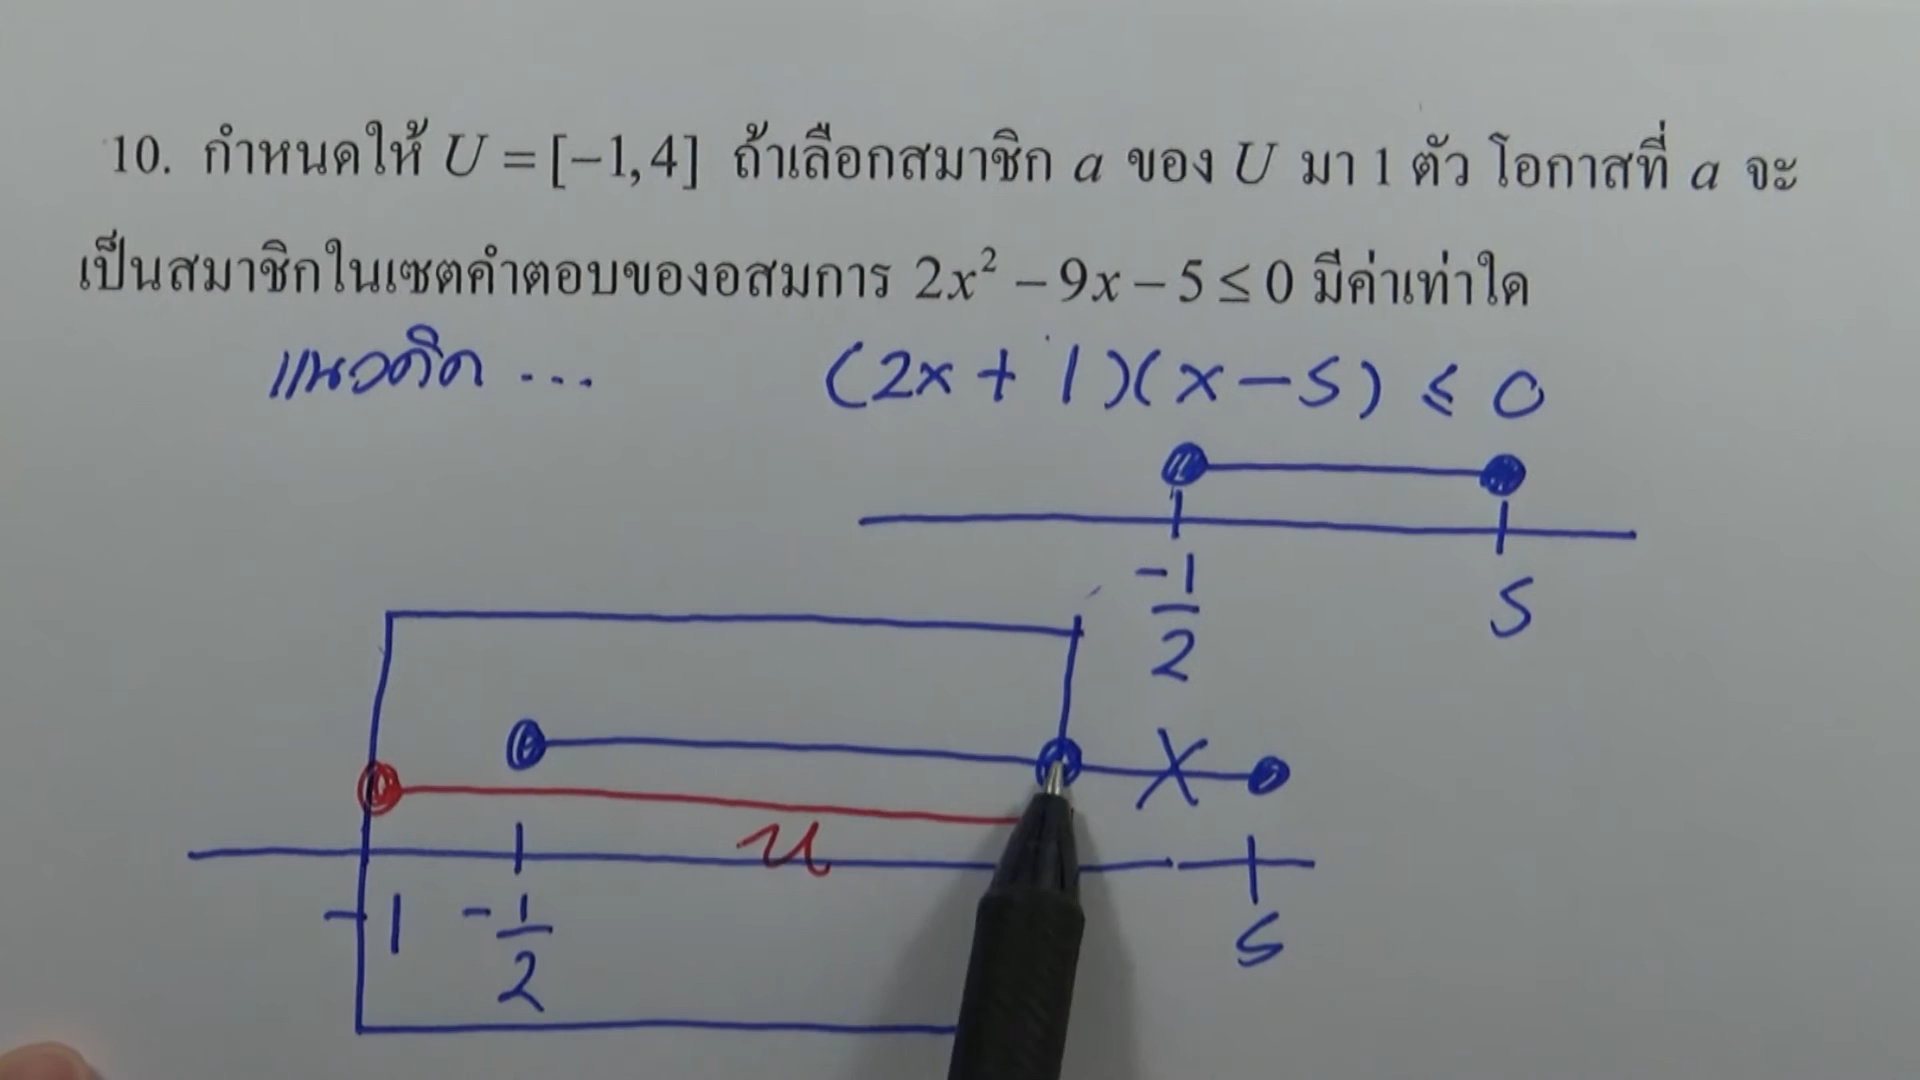 10. กำหนดให้ U = [−1, 4] ถ้าเลือกสมาชิก a ของ U มา 1 ตัว โอกาสที่ a จะ
เป็นสมาชิกในเซตคำตอบของอสมการ 2x² − 9x − 5 ≤ 0 มีค่าเท่าใด
แนวคิด ... (2x + 1)(x − 5) ≤ 0
-1/2 5
X
u
-1 -1/2 5